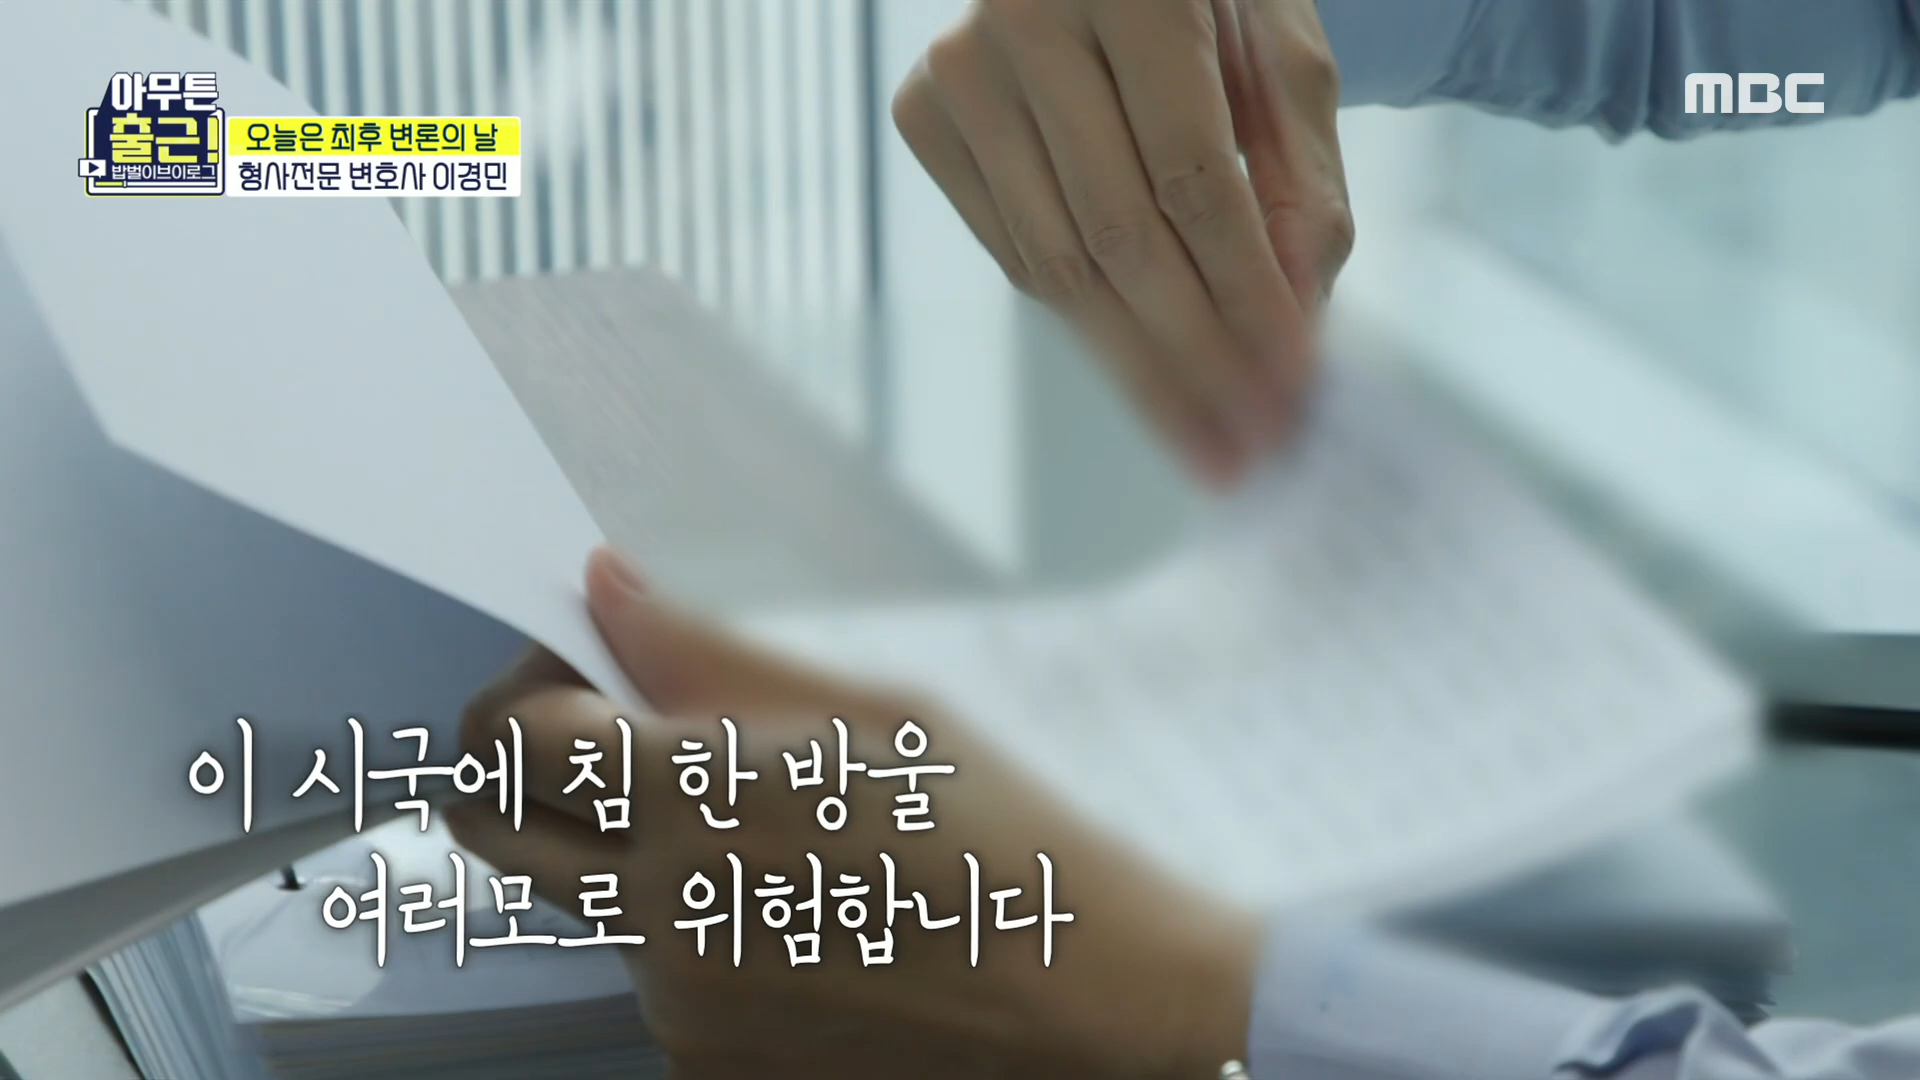 아무튼
출근!
밥벌이브이로그
오늘은 최후 변론의 날
형사전문 변호사 이경민
MBC
이 시국에 침 한 방울
여러모로 위험합니다